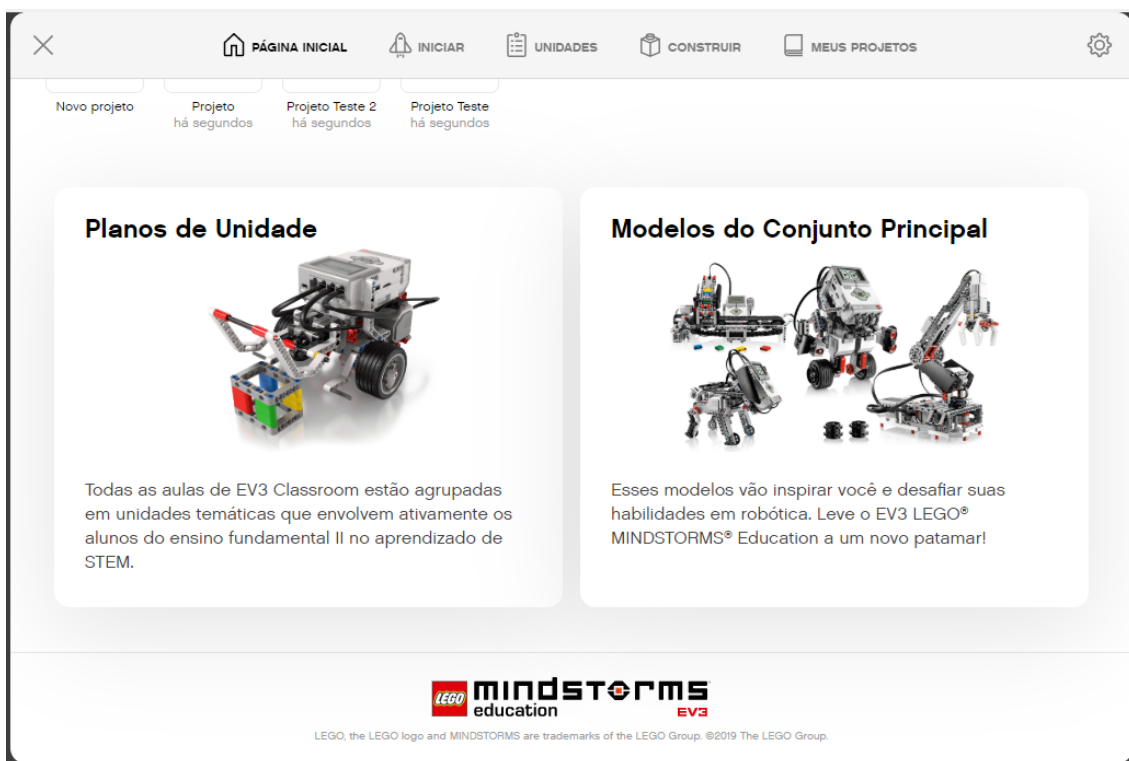 PÁGINA INICIAL INICIAR UNIDADES CONSTRUIR MEUS PROJETOS
Novo projeto Projeto Projeto Teste 2 Projeto Teste
há segundos há segundos há segundos
Planos de Unidade
Todas as aulas de EV3 Classroom estão agrupadas
em unidades temáticas que envolvem ativamente os
alunos do ensino fundamental II no aprendizado de
STEM.
Modelos do Conjunto Principal
Esses modelos vão inspirar você e desafiar suas
habilidades em robótica. Leve o EV3 LEGO®
MINDSTORMS® Education a um novo patamar!
LEGO mindstorms
education EV3
LEGO, the LEGO logo and MINDSTORMS are trademarks of the LEGO Group. ©2019 The LEGO Group.